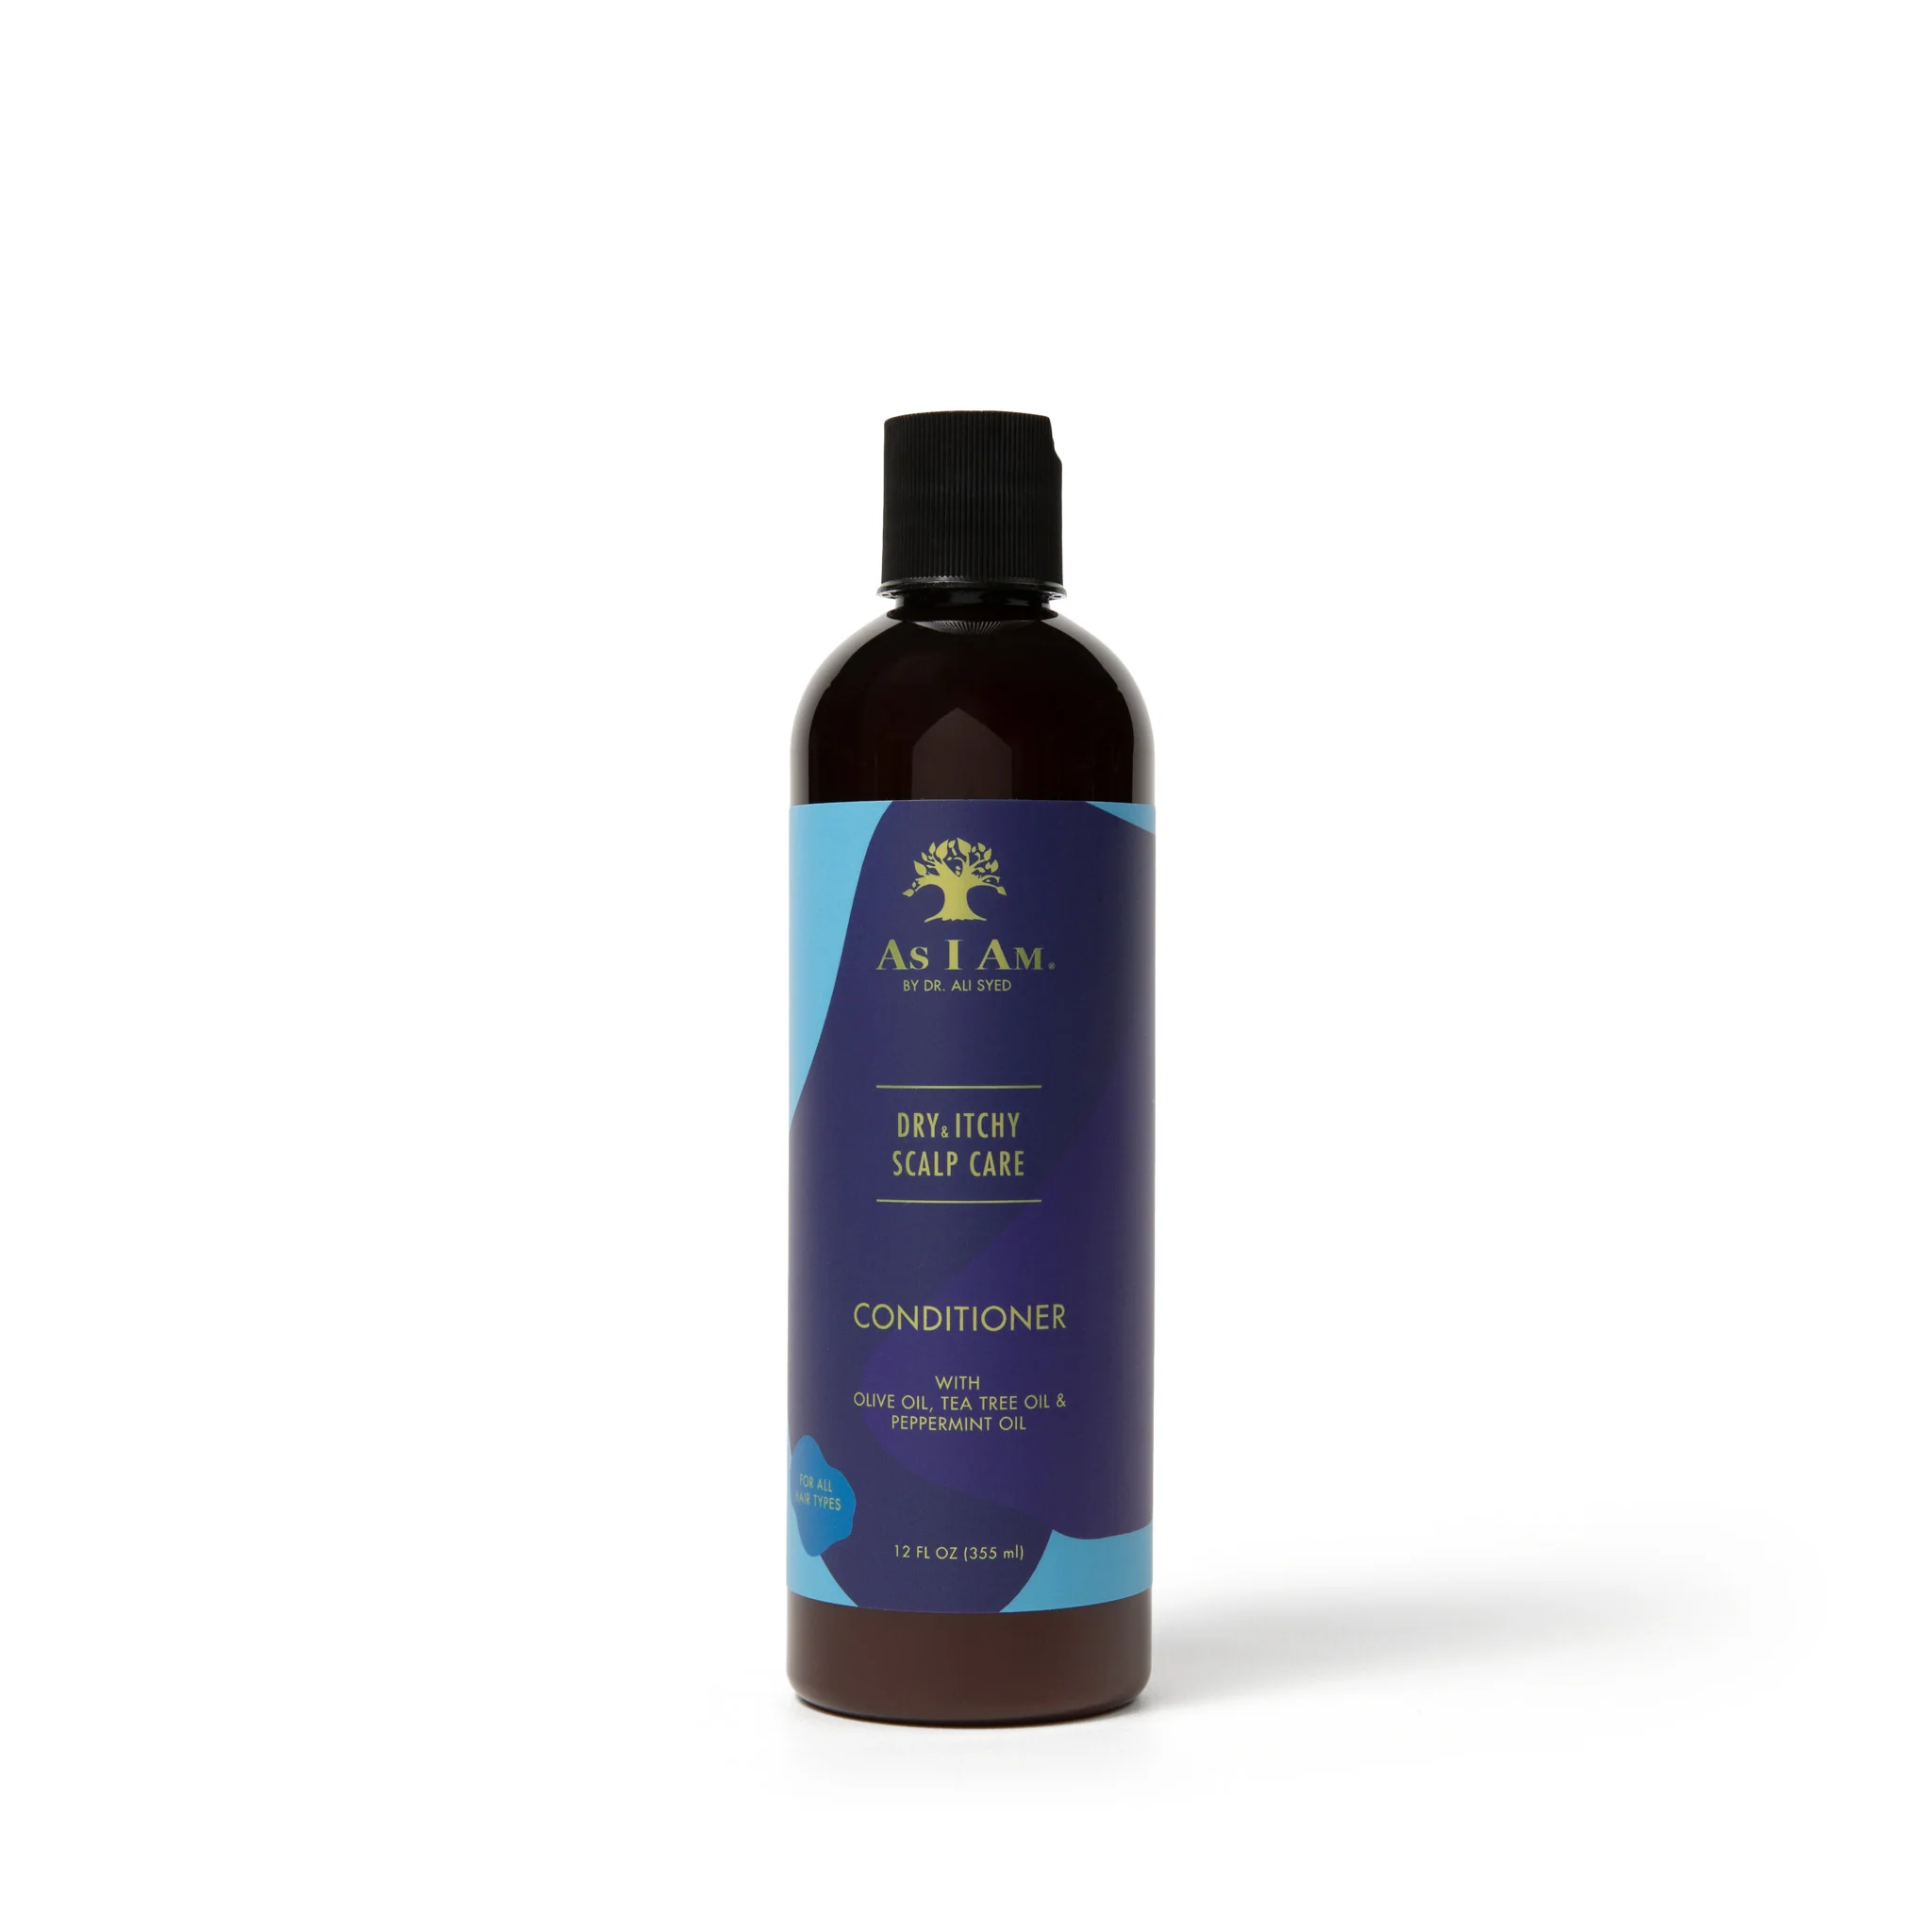 As I Am®
BY DR. ALI SYED
DRY & ITCHY
SCALP CARE
CONDITIONER
WITH
OLIVE OIL, TEA TREE OIL &
PEPPERMINT OIL
FOR ALL
HAIR TYPES
12 FL OZ (355 ml)